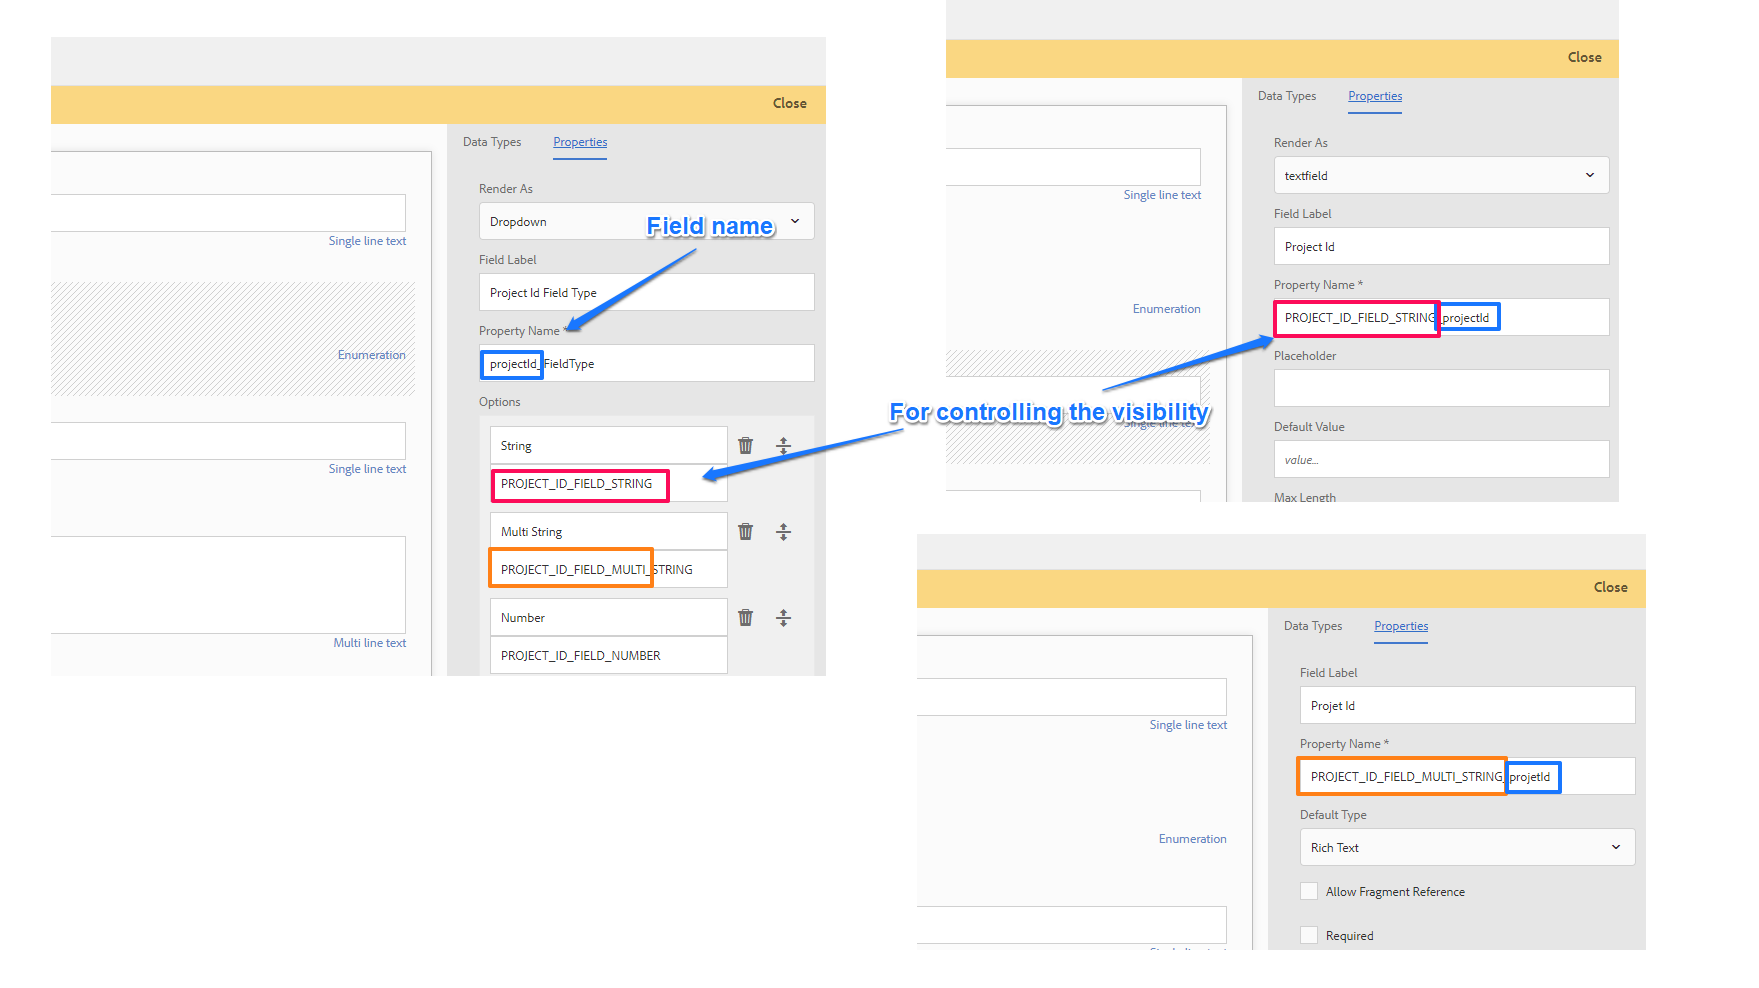 Close
Data Types Properties
Render As
Dropdown
Field name
Single line text
Field Label
Project Id Field Type
Property Name *
Enumeration
projectId_FieldType
Options
String
Single line text
PROJECT_ID_FIELD_STRING
Multi String
PROJECT_ID_FIELD_MULTI_STRING
Number
Multi line text
PROJECT_ID_FIELD_NUMBER
For controlling the visibility
Close
Data Types Properties
Render As
textfield
Single line text
Field Label
Project Id
Property Name *
Enumeration
PROJECT_ID_FIELD_STRING_projectId
Placeholder
Single line text
Default Value
value...
Max Length
Close
Data Types Properties
Field Label
Projet Id
Single line text
Property Name *
PROJECT_ID_FIELD_MULTI_STRING_projetId
Default Type
Enumeration
Rich Text
Allow Fragment Reference
Required